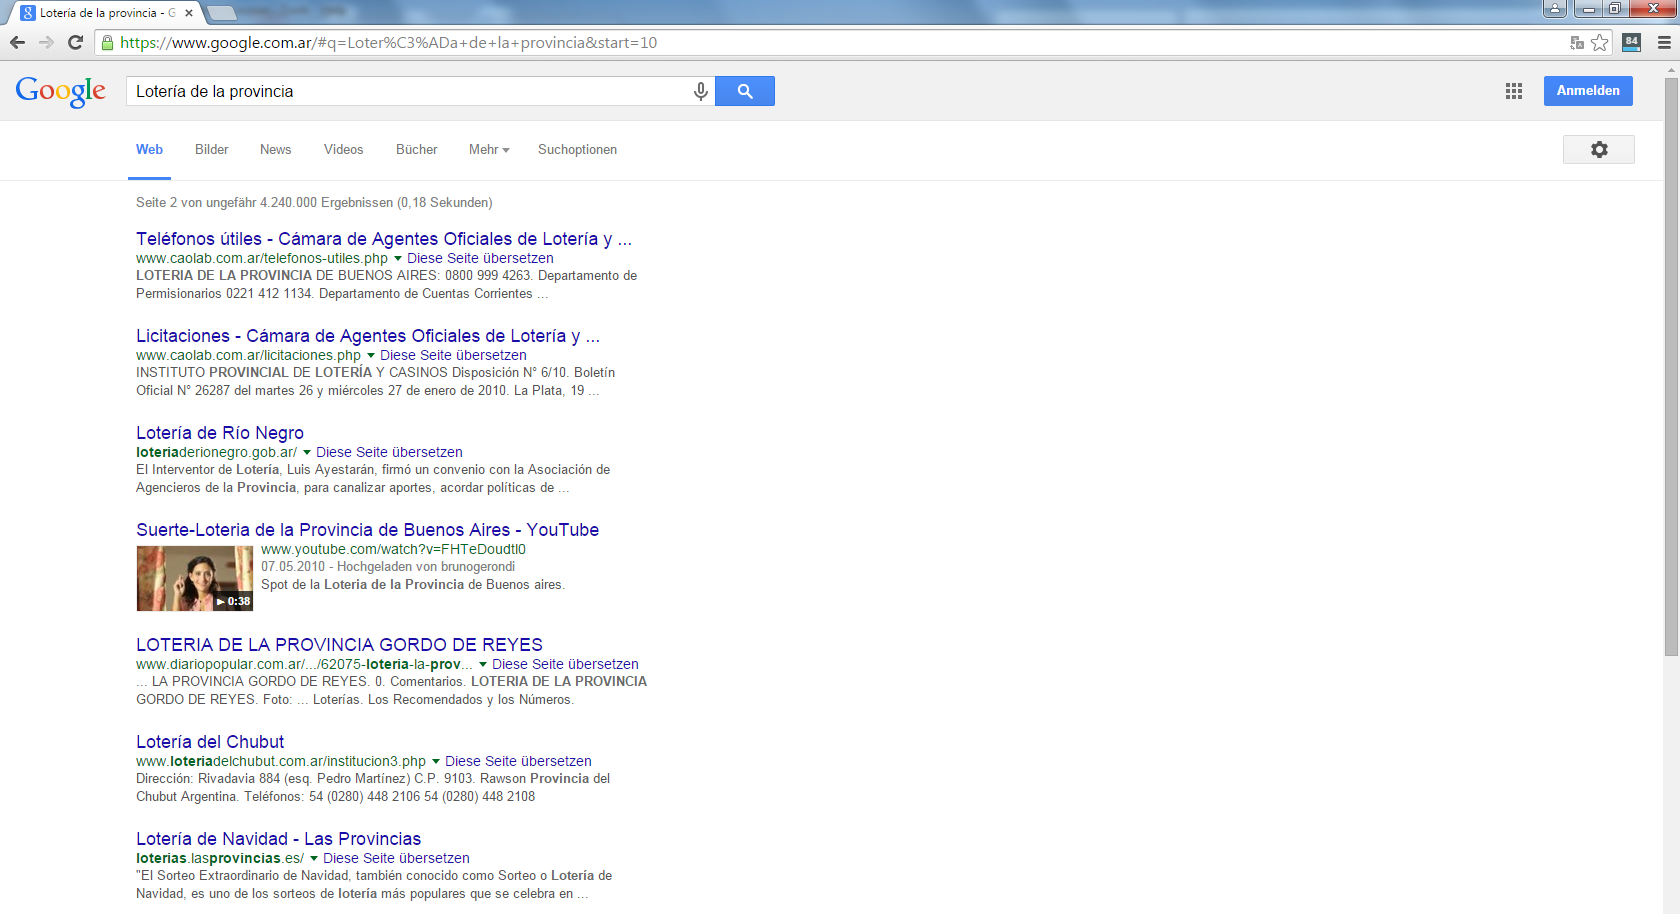 Lotería de la provincia - G
https://www.google.com.ar/#q=Loter%C3%ADa+de+la+provincia&start=10
84
Google
Lotería de la provincia
Anmelden
Web Bilder News Videos Bücher Mehr Suchoptionen
Seite 2 von ungefähr 4.240.000 Ergebnissen (0,18 Sekunden)
Teléfonos útiles - Cámara de Agentes Oficiales de Lotería y ...
www.caolab.com.ar/telefonos-utiles.php Diese Seite übersetzen
LOTERIA DE LA PROVINCIA DE BUENOS AIRES: 0800 999 4263. Departamento de
Permisionarios 0221 412 1134. Departamento de Cuentas Corrientes ...
Licitaciones - Cámara de Agentes Oficiales de Lotería y ...
www.caolab.com.ar/licitaciones.php Diese Seite übersetzen
INSTITUTO PROVINCIAL DE LOTERÍA Y CASINOS Disposición N° 6/10. Boletín
Oficial N° 26287 del martes 26 y miércoles 27 de enero de 2010. La Plata, 19 ...
Lotería de Río Negro
loteriaderionegro.gob.ar/ Diese Seite übersetzen
El Interventor de Lotería, Luis Ayestarán, firmó un convenio con la Asociación de
Agencieros de la Provincia, para canalizar aportes, acordar políticas de ...
Suerte-Loteria de la Provincia de Buenos Aires - YouTube
www.youtube.com/watch?v=FHTeDoudtl0
07.05.2010 - Hochgeladen von brunogerondi
Spot de la Loteria de la Provincia de Buenos aires.
0:38
LOTERIA DE LA PROVINCIA GORDO DE REYES
www.diariopopular.com.ar/.../62075-loteria-la-prov... Diese Seite übersetzen
... LA PROVINCIA GORDO DE REYES. 0. Comentarios. LOTERIA DE LA PROVINCIA
GORDO DE REYES. Foto: ... Loterías. Los Recomendados y los Números.
Lotería del Chubut
www.loteriadelchubut.com.ar/institucion3.php Diese Seite übersetzen
Dirección: Rivadavia 884 (esq. Pedro Martínez) C.P. 9103. Rawson Provincia del
Chubut Argentina. Teléfonos: 54 (0280) 448 2106 54 (0280) 448 2108
Lotería de Navidad - Las Provincias
loterias.lasprovincias.es/ Diese Seite übersetzen
"El Sorteo Extraordinario de Navidad, también conocido como Sorteo o Lotería de
Navidad, es uno de los sorteos de lotería más populares que se celebra en ...